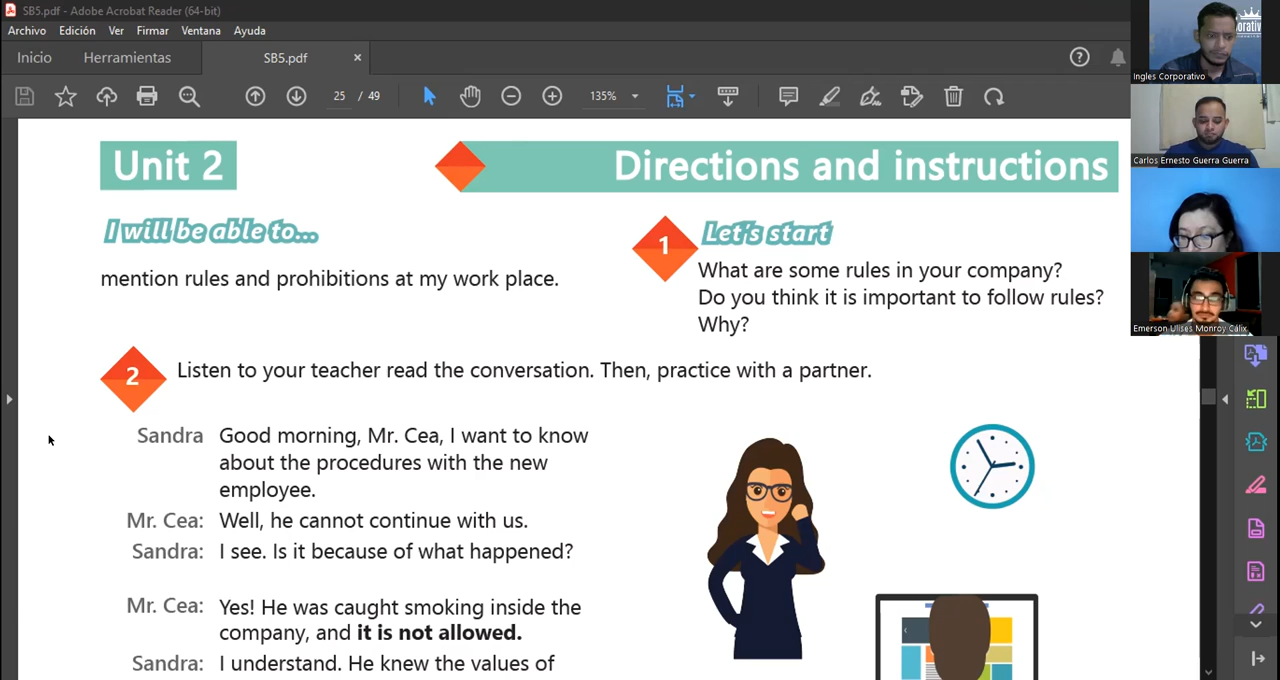 SB5.pdf - Adobe Acrobat Reader (64-bit)
Archivo Edición Ver Firmar Ventana Ayuda
Inicio Herramientas SB5.pdf ×
25 / 49 135%
Unit 2
Directions and instructions
I will be able to...
mention rules and prohibitions at my work place.
1 Let's start
What are some rules in your company?
Do you think it is important to follow rules?
Why?
2 Listen to your teacher read the conversation. Then, practice with a partner.
Sandra Good morning, Mr. Cea, I want to know
about the procedures with the new
employee.
Mr. Cea: Well, he cannot continue with us.
Sandra: I see. Is it because of what happened?
Mr. Cea: Yes! He was caught smoking inside the
company, and it is not allowed.
Sandra: I understand. He knew the values of
Ingles Corporativo
Carlos Ernesto Guerra Guerra
Emerson Ulises Monroy Cálix